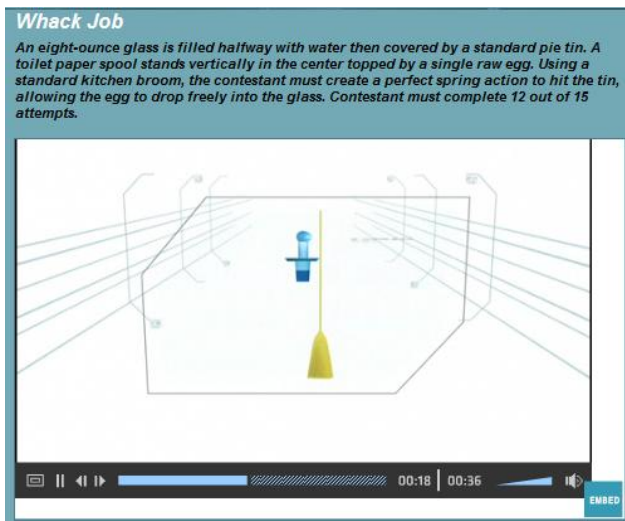 Whack Job
An eight-ounce glass is filled halfway with water then covered by a standard pie tin. A
toilet paper spool stands vertically in the center topped by a single raw egg. Using a
standard kitchen broom, the contestant must create a perfect spring action to hit the tin,
allowing the egg to drop freely into the glass. Contestant must complete 12 out of 15
attempts.
00:18 00:36
EMBED